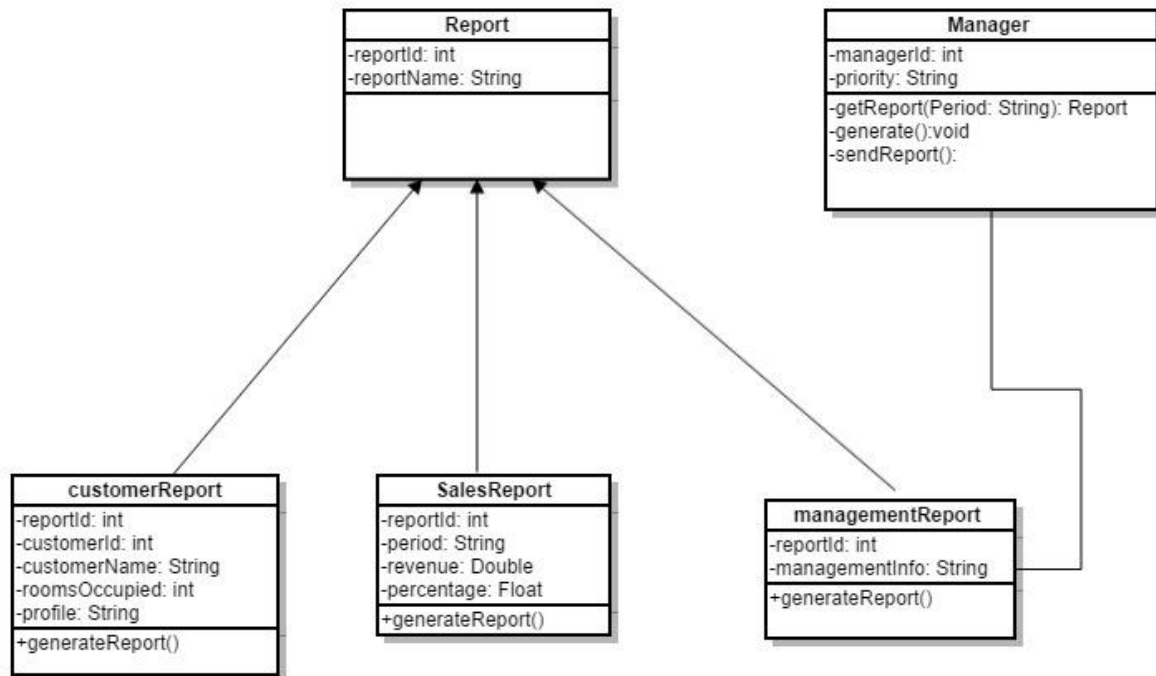 Report
-reportId: int
-reportName: String
Manager
-managerId: int
-priority: String
-getReport(Period: String): Report
-generate():void
-sendReport():
customerReport
-reportId: int
-customerId: int
-customerName: String
-roomsOccupied: int
-profile: String
+generateReport()
SalesReport
-reportId: int
-period: String
-revenue: Double
-percentage: Float
+generateReport()
managementReport
-reportId: int
-managementInfo: String
+generateReport()